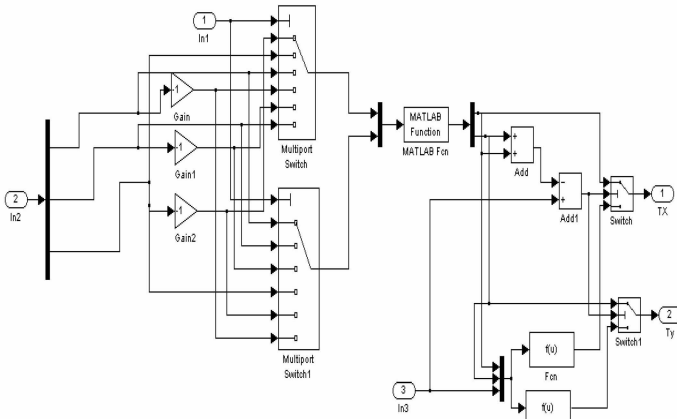 1
In1
-1
Gain
-1
Gain1
-1
Gain2
2
In2
Multiport
Switch
Multiport
Switch1
MATLAB
Function
MATLAB Fcn
+
+
Add
−
+
Add1
Switch
1
TX
Switch1
2
Ty
f(u)
Fcn
f(u)
3
In3